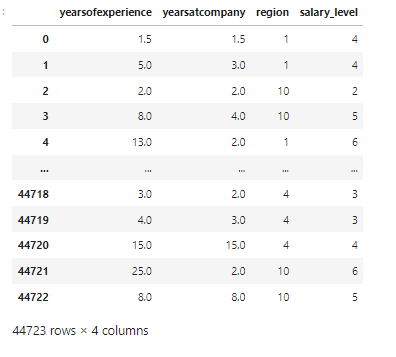 :
yearsofexperience yearsatcompany region salary_level
0 1.5 1.5 1 4
1 5.0 3.0 1 4
2 2.0 2.0 10 2
3 8.0 4.0 10 5
4 13.0 2.0 1 6
... ... ... ... ...
44718 3.0 2.0 4 3
44719 4.0 3.0 4 3
44720 15.0 15.0 4 4
44721 25.0 2.0 10 6
44722 8.0 8.0 10 5
44723 rows × 4 columns